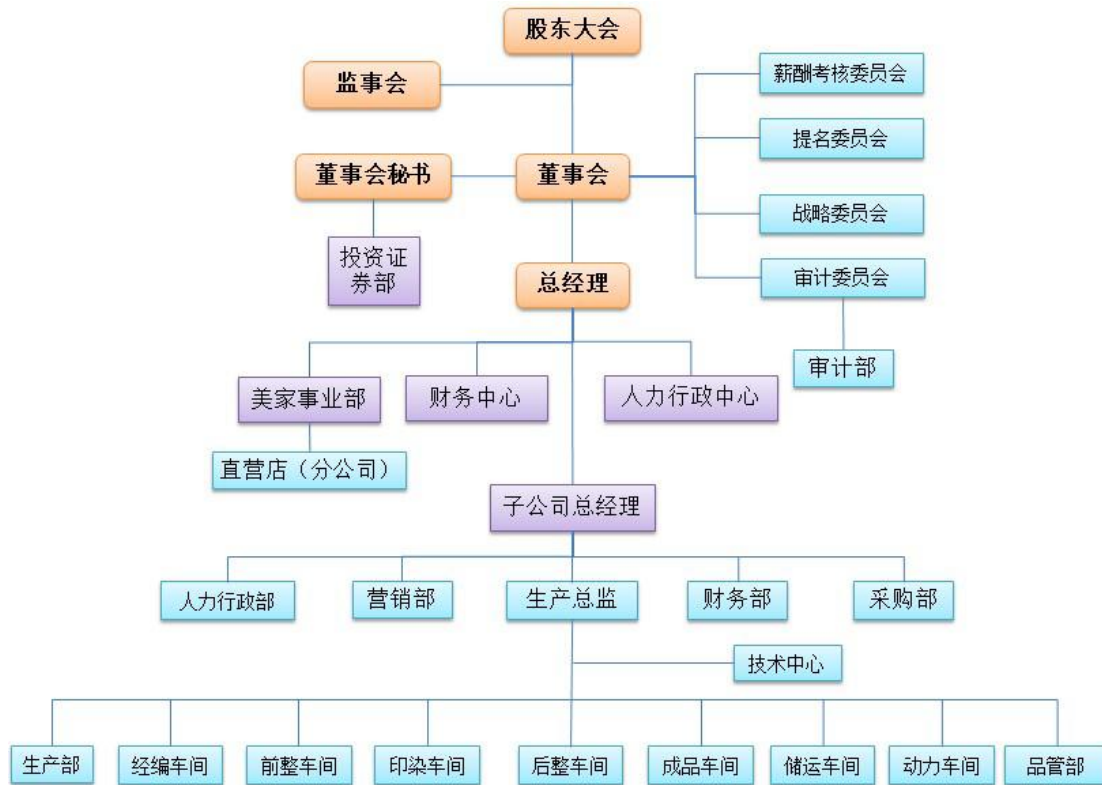 股东大会
监事会
薪酬考核委员会
提名委员会
董事会秘书
董事会
战略委员会
投资证
券部
总经理
审计委员会
审计部
美家事业部
财务中心
人力行政中心
直营店（分公司）
子公司总经理
人力行政部
营销部
生产总监
财务部
采购部
技术中心
生产部
经编车间
前整车间
印染车间
后整车间
成品车间
储运车间
动力车间
品管部